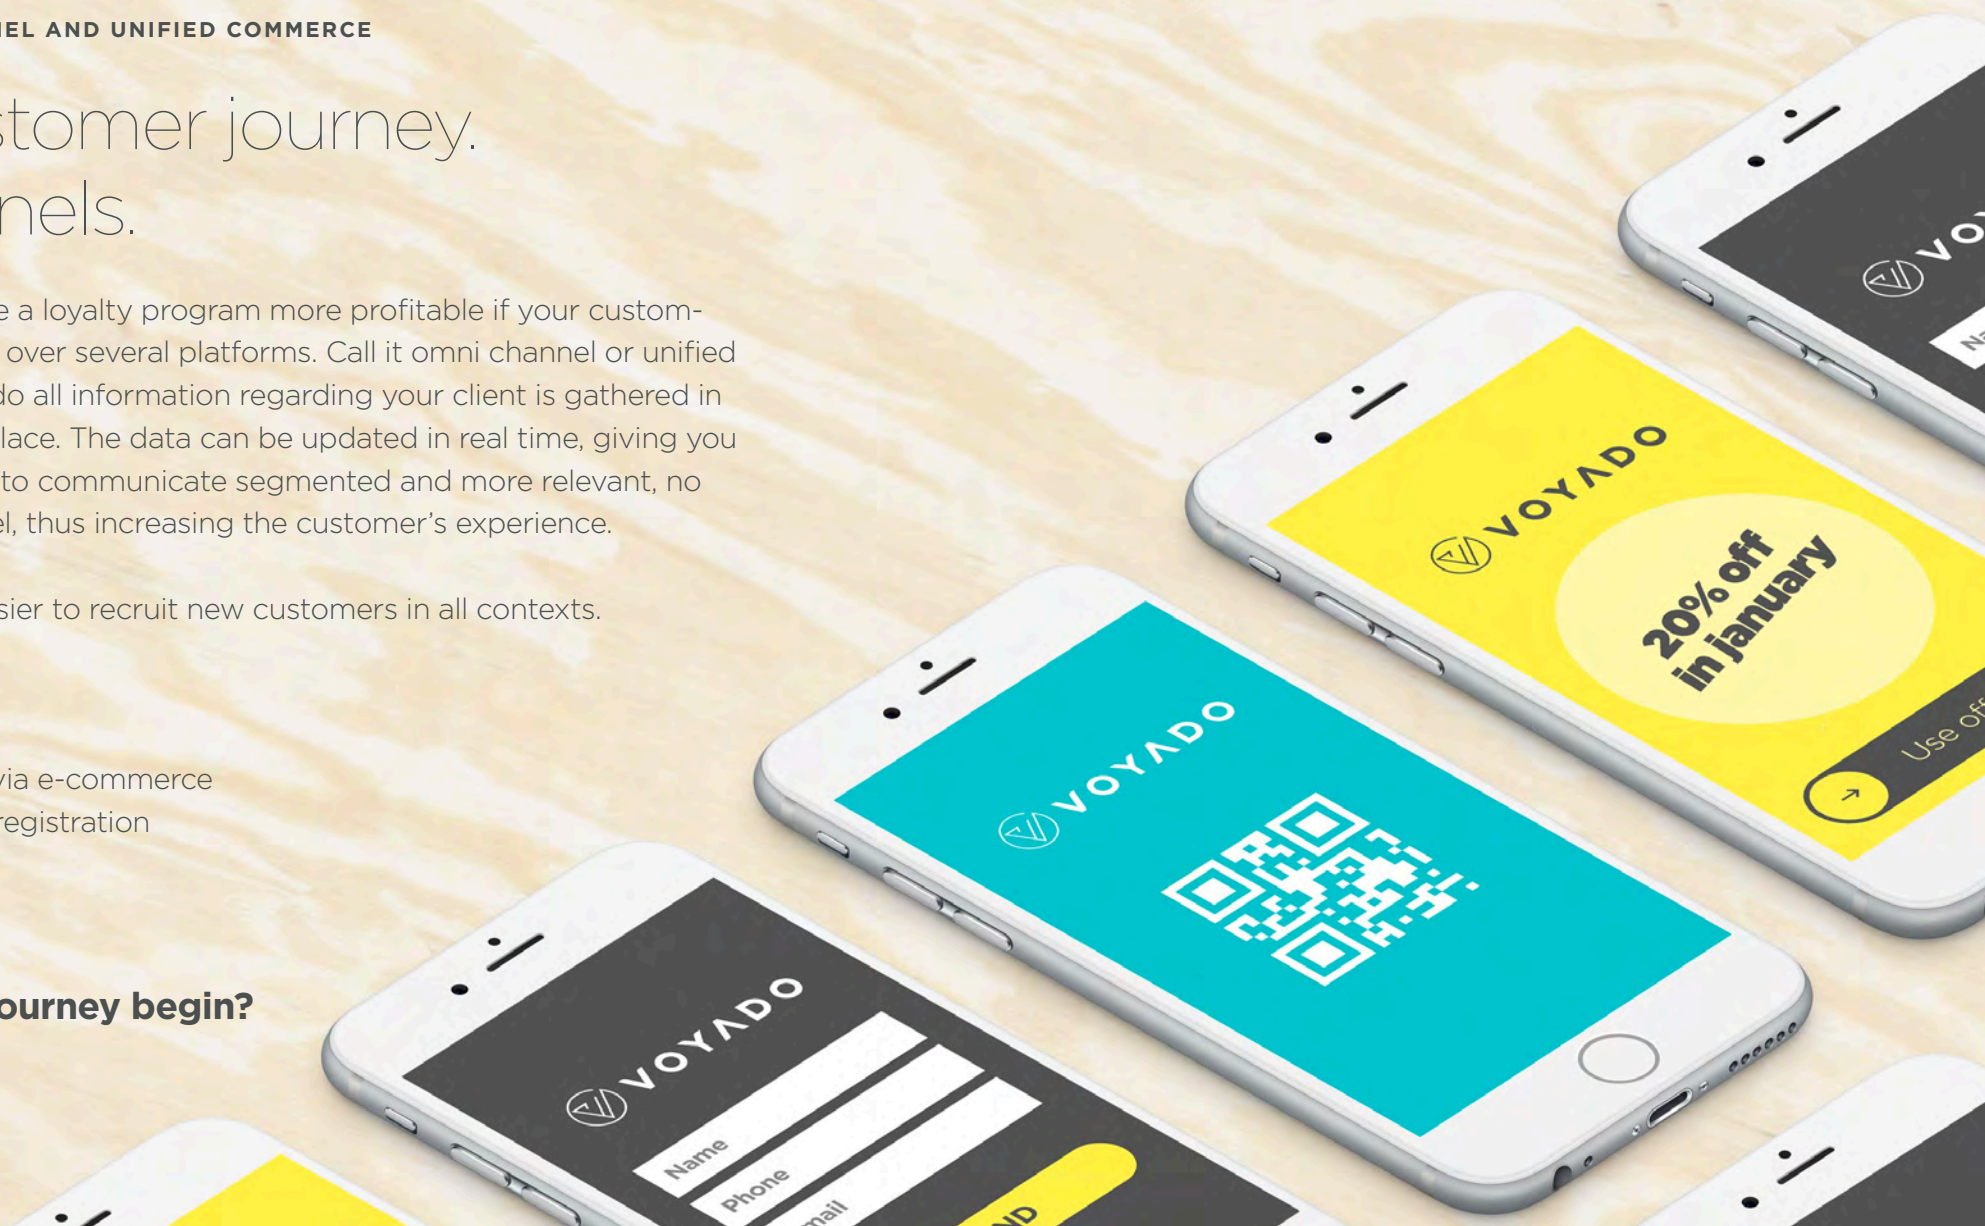 NEL AND UNIFIED COMMERCE
stomer journey.
nels.
e a loyalty program more profitable if your custom-
over several platforms. Call it omni channel or unified
do all information regarding your client is gathered in
lace. The data can be updated in real time, giving you
to communicate segmented and more relevant, no
el, thus increasing the customer's experience.
sier to recruit new customers in all contexts.
via e-commerce
registration
ourney begin?
VOYADO
Name
Phone
mail
ND
VOYADO
VOYADO
20% off
in january
Use off
VO
Na